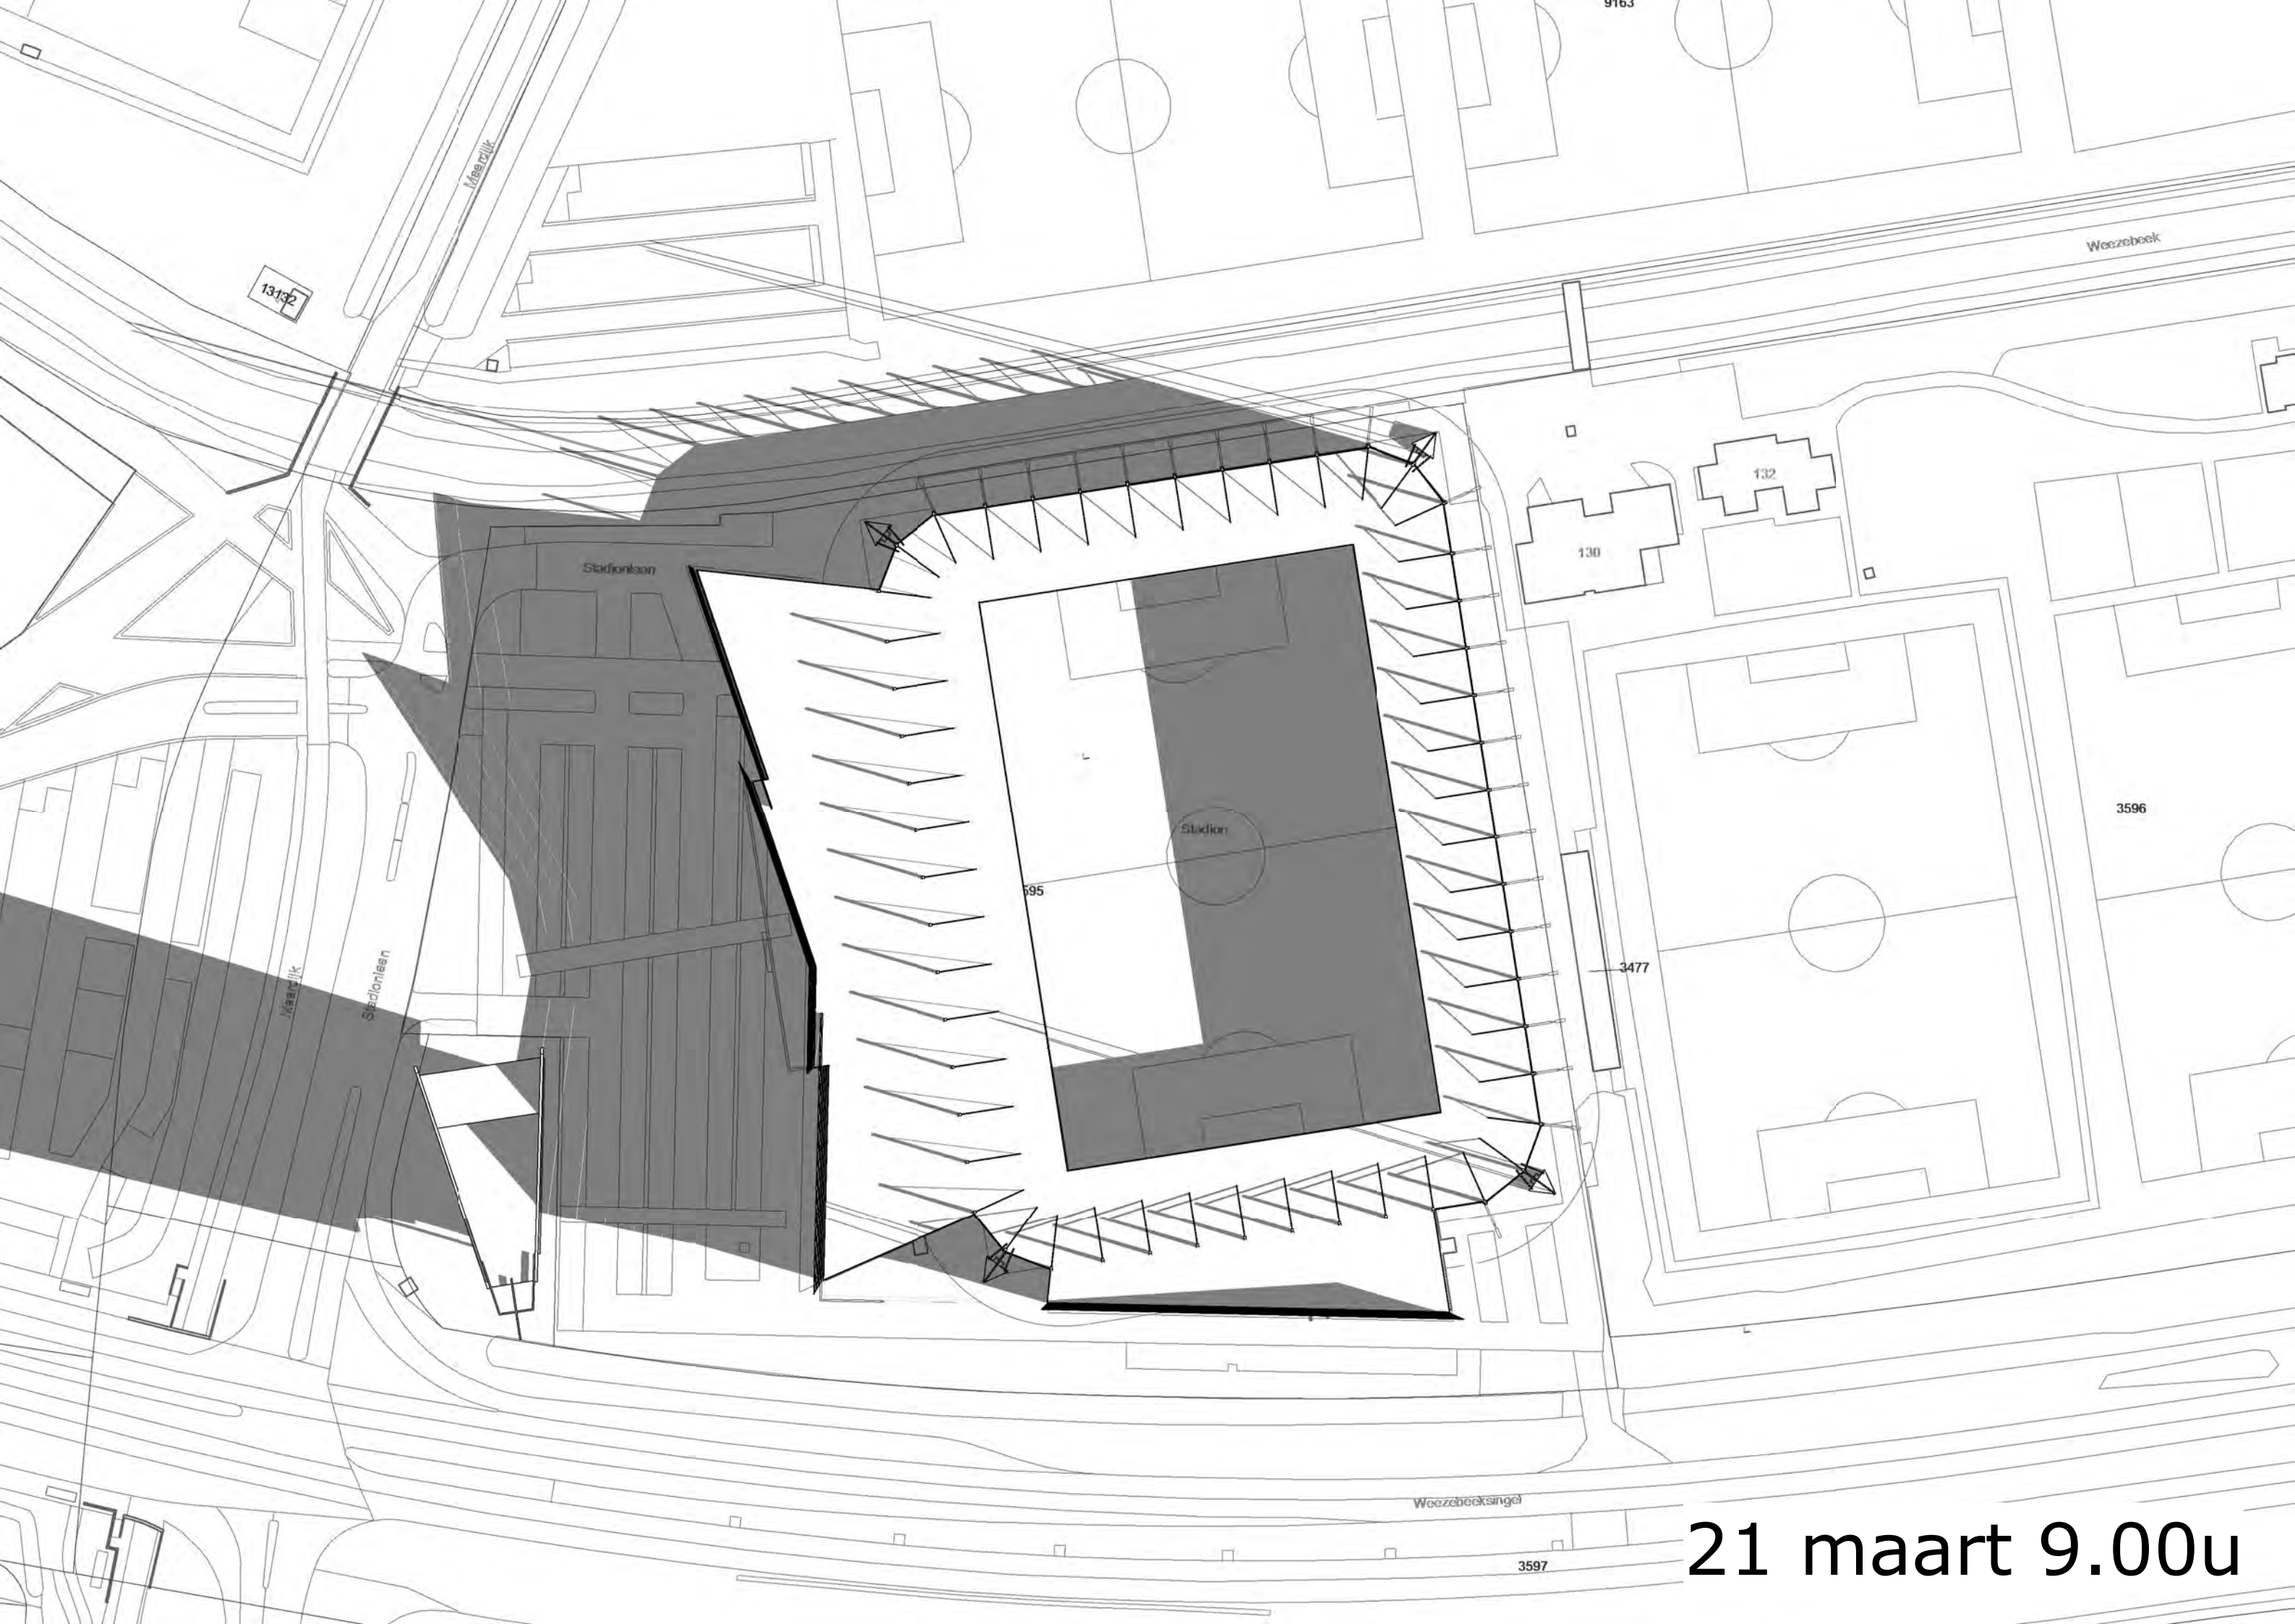 9163
Meerdijk
Weezebeek
13132
132
130
Stadionlaan
L
3596
Stadion
595
3477
Meerdijk
Stadionlaan
L
Weezebeeksingel
21 maart 9.00u
3597